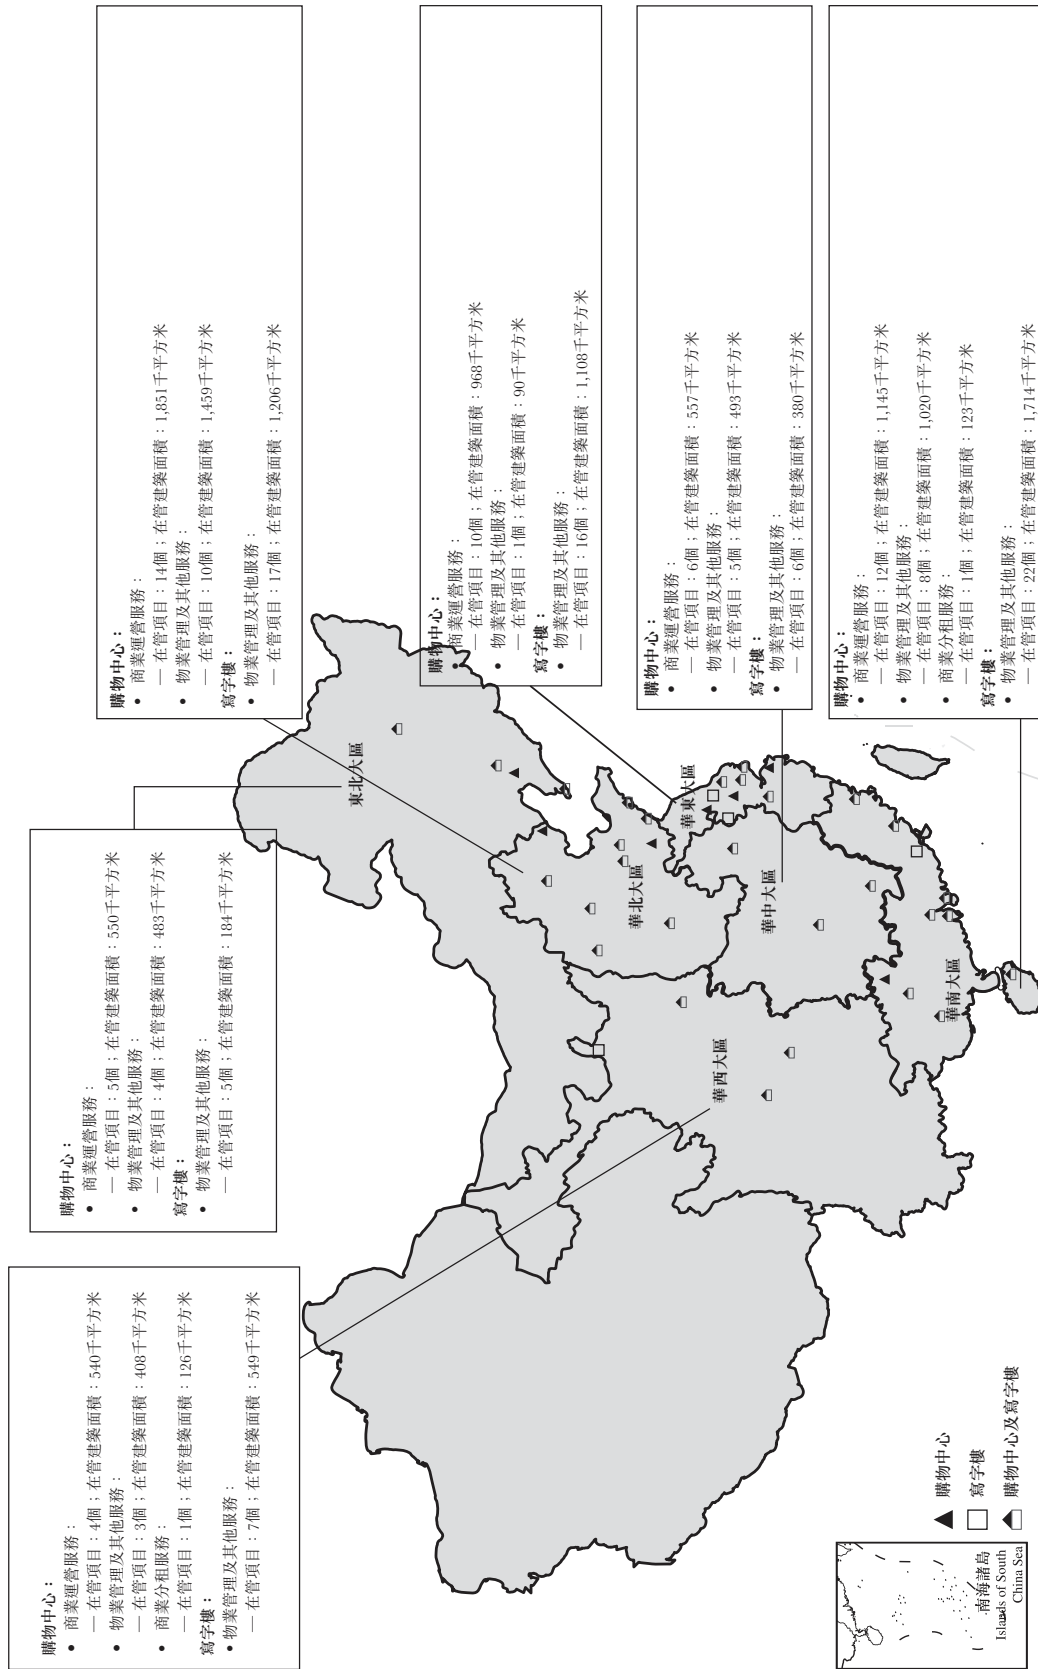 購物中心：
• 商業運營服務：
— 在管項目：4個；在管建築面積：540千平方米
• 物業管理及其他服務：
— 在管項目：3個；在管建築面積：408千平方米
• 商業分租服務：
— 在管項目：1個；在管建築面積：126千平方米
寫字樓：
• 物業管理及其他服務：
— 在管項目：7個；在管建築面積：549千平方米
購物中心：
• 商業運營服務：
— 在管項目：5個；在管建築面積：550千平方米
• 物業管理及其他服務：
— 在管項目：4個；在管建築面積：483千平方米
寫字樓：
• 物業管理及其他服務：
— 在管項目：5個；在管建築面積：184千平方米
購物中心：
• 商業運營服務：
— 在管項目：14個；在管建築面積：1,851千平方米
• 物業管理及其他服務：
— 在管項目：10個；在管建築面積：1,459千平方米
寫字樓：
• 物業管理及其他服務：
— 在管項目：17個；在管建築面積：1,206千平方米
購物中心：
• 商業運營服務：
— 在管項目：10個；在管建築面積：968千平方米
• 物業管理及其他服務：
— 在管項目：1個；在管建築面積：90千平方米
寫字樓：
• 物業管理及其他服務：
— 在管項目：16個；在管建築面積：1,108千平方米
購物中心：
• 商業運營服務：
— 在管項目：6個；在管建築面積：557千平方米
• 物業管理及其他服務：
— 在管項目：5個；在管建築面積：493千平方米
寫字樓：
• 物業管理及其他服務：
— 在管項目：6個；在管建築面積：380千平方米
購物中心：
• 商業運營服務：
— 在管項目：12個；在管建築面積：1,145千平方米
• 物業管理及其他服務：
— 在管項目：8個；在管建築面積：1,020千平方米
• 商業分租服務：
— 在管項目：1個；在管建築面積：123千平方米
寫字樓：
• 物業管理及其他服務：
— 在管項目：22個；在管建築面積：1,714千平方米
東北大區
華北大區
華東大區
華中大區
華西大區
華南大區
購物中心
寫字樓
購物中心及寫字樓
南海諸島
Islands of South
China Sea